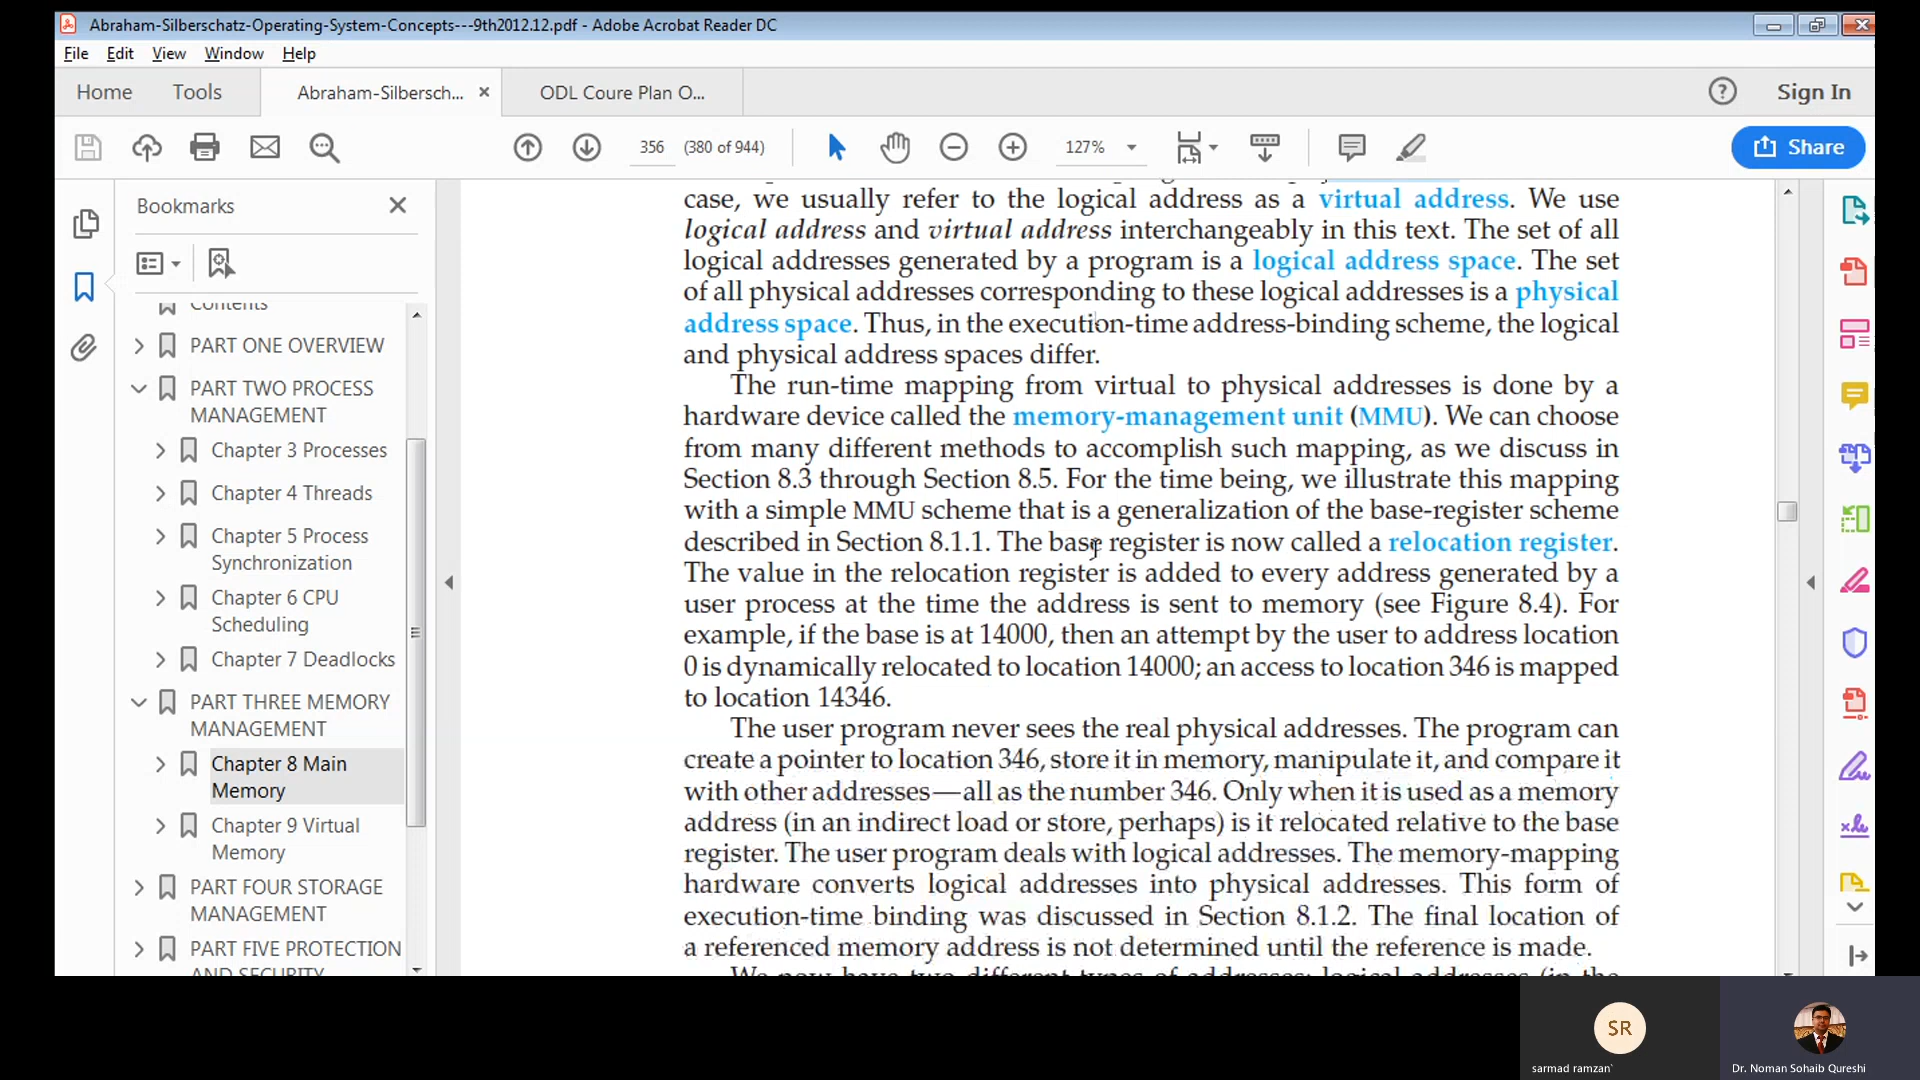 Abraham-Silberschatz-Operating-System-Concepts---9th2012.12.pdf - Adobe Acrobat Reader DC
File Edit View Window Help
Home Tools Abraham-Silbersch... ODL Coure Plan O... Sign In
356 (380 of 944) 127% Share
Bookmarks
Contents
PART ONE OVERVIEW
PART TWO PROCESS
MANAGEMENT
Chapter 3 Processes
Chapter 4 Threads
Chapter 5 Process
Synchronization
Chapter 6 CPU
Scheduling
Chapter 7 Deadlocks
PART THREE MEMORY
MANAGEMENT
Chapter 8 Main
Memory
Chapter 9 Virtual
Memory
PART FOUR STORAGE
MANAGEMENT
PART FIVE PROTECTION
AND SECURITY
case, we usually refer to the logical address as a virtual address. We use
logical address and virtual address interchangeably in this text. The set of all
logical addresses generated by a program is a logical address space. The set
of all physical addresses corresponding to these logical addresses is a physical
address space. Thus, in the execution-time address-binding scheme, the logical
and physical address spaces differ.
The run-time mapping from virtual to physical addresses is done by a
hardware device called the memory-management unit (MMU). We can choose
from many different methods to accomplish such mapping, as we discuss in
Section 8.3 through Section 8.5. For the time being, we illustrate this mapping
with a simple MMU scheme that is a generalization of the base-register scheme
described in Section 8.1.1. The base register is now called a relocation register.
The value in the relocation register is added to every address generated by a
user process at the time the address is sent to memory (see Figure 8.4). For
example, if the base is at 14000, then an attempt by the user to address location
0 is dynamically relocated to location 14000; an access to location 346 is mapped
to location 14346.
The user program never sees the real physical addresses. The program can
create a pointer to location 346, store it in memory, manipulate it, and compare it
with other addresses—all as the number 346. Only when it is used as a memory
address (in an indirect load or store, perhaps) is it relocated relative to the base
register. The user program deals with logical addresses. The memory-mapping
hardware converts logical addresses into physical addresses. This form of
execution-time binding was discussed in Section 8.1.2. The final location of
a referenced memory address is not determined until the reference is made.
We now have two different types of addresses: logical addresses (in the
SR
sarmad ramzan`
Dr. Noman Sohaib Qureshi